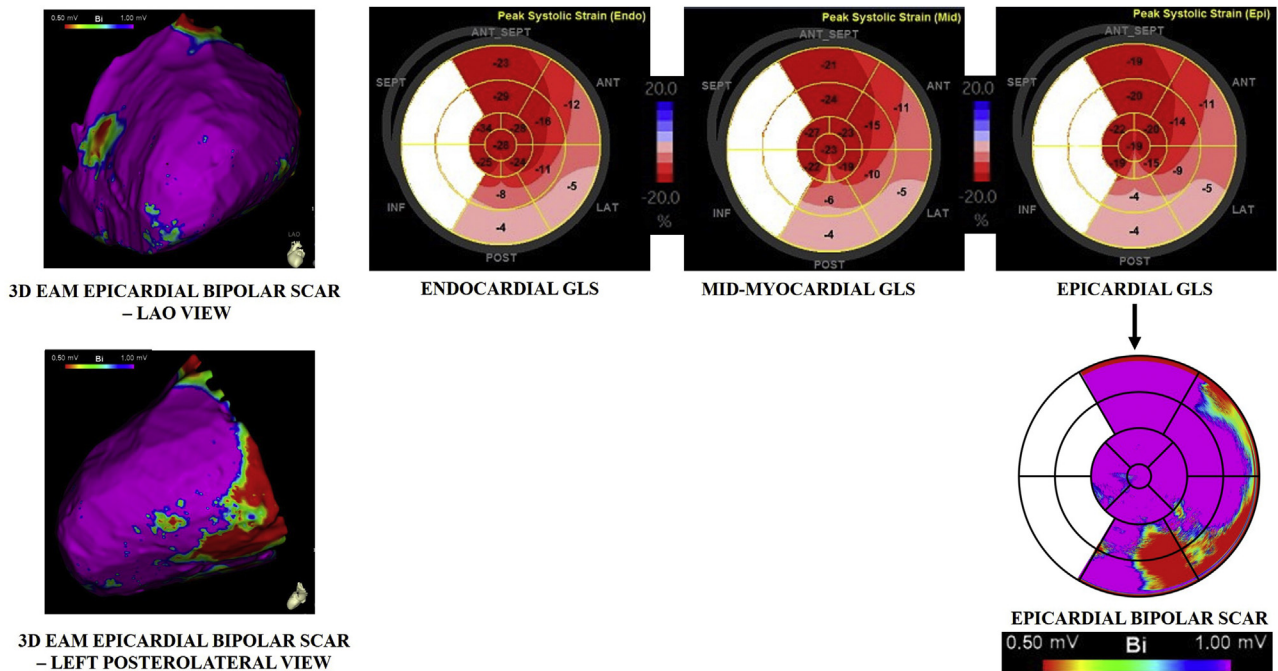 0.50 mV Bi 1.00 mV
LAO
3D EAM EPICARDIAL BIPOLAR SCAR
– LAO VIEW
Peak Systolic Strain (Endo)
ANT_SEPT
SEPT
ANT
-23
-29
-12
-16
-34
-28
-28
-25
-24
-11
-5
-8
-4
INF
LAT
POST
20.0
-20.0
%
ENDOCARDIAL GLS
Peak Systolic Strain (Mid)
ANT_SEPT
SEPT
ANT
-21
-24
-11
-15
-27
-23
-23
-22
-19
-10
-5
-6
-4
INF
LAT
POST
20.0
-20.0
%
MID-MYOCARDIAL GLS
Peak Systolic Strain (Epi)
ANT_SEPT
SEPT
ANT
-19
-20
-11
-14
-22
-20
-19
-19
-15
-9
-5
-4
-4
INF
LAT
POST
EPICARDIAL GLS
0.50 mV Bi 1.00 mV
3D EAM EPICARDIAL BIPOLAR SCAR
– LEFT POSTEROLATERAL VIEW
EPICARDIAL BIPOLAR SCAR
0.50 mV Bi 1.00 mV